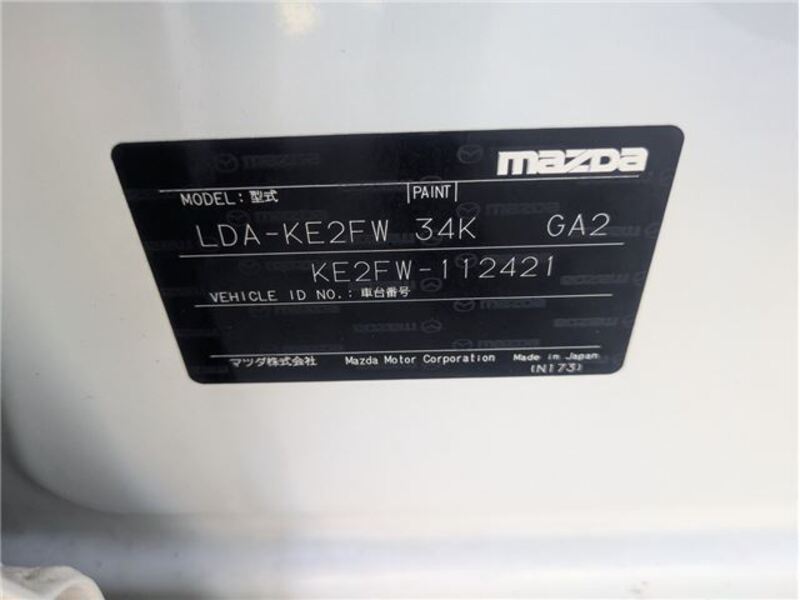 mazda
MODEL: 型式 PAINT
LDA-KE2FW 34K GA2
KE2FW-112421
VEHICLE ID NO.: 車台番号
マツダ株式会社 Mazda Motor Corporation Made in Japan
(N173)